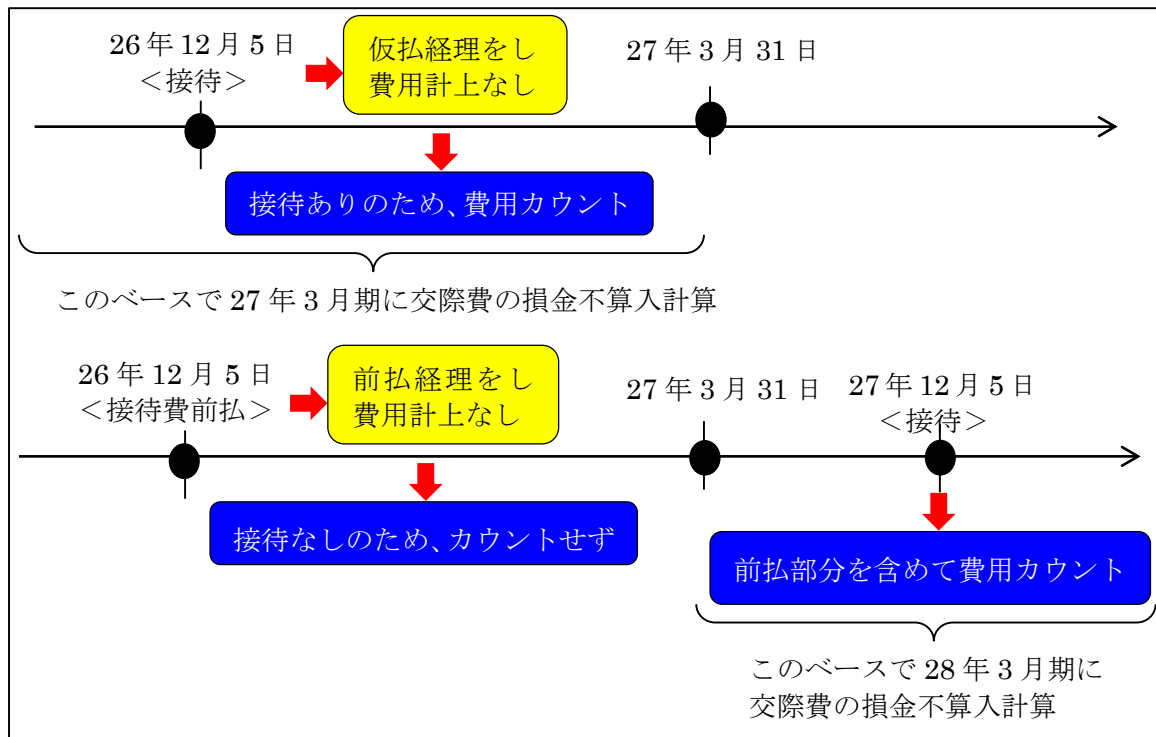 26年12月5日
＜接待＞
仮払経理をし
費用計上なし
27年3月31日
接待ありのため、費用カウント
このベースで27年3月期に交際費の損金不算入計算
26年12月5日
＜接待費前払＞
前払経理をし
費用計上なし
27年3月31日
27年12月5日
＜接待＞
接待なしのため、カウントせず
前払部分を含めて費用カウント
このベースで28年3月期に
交際費の損金不算入計算